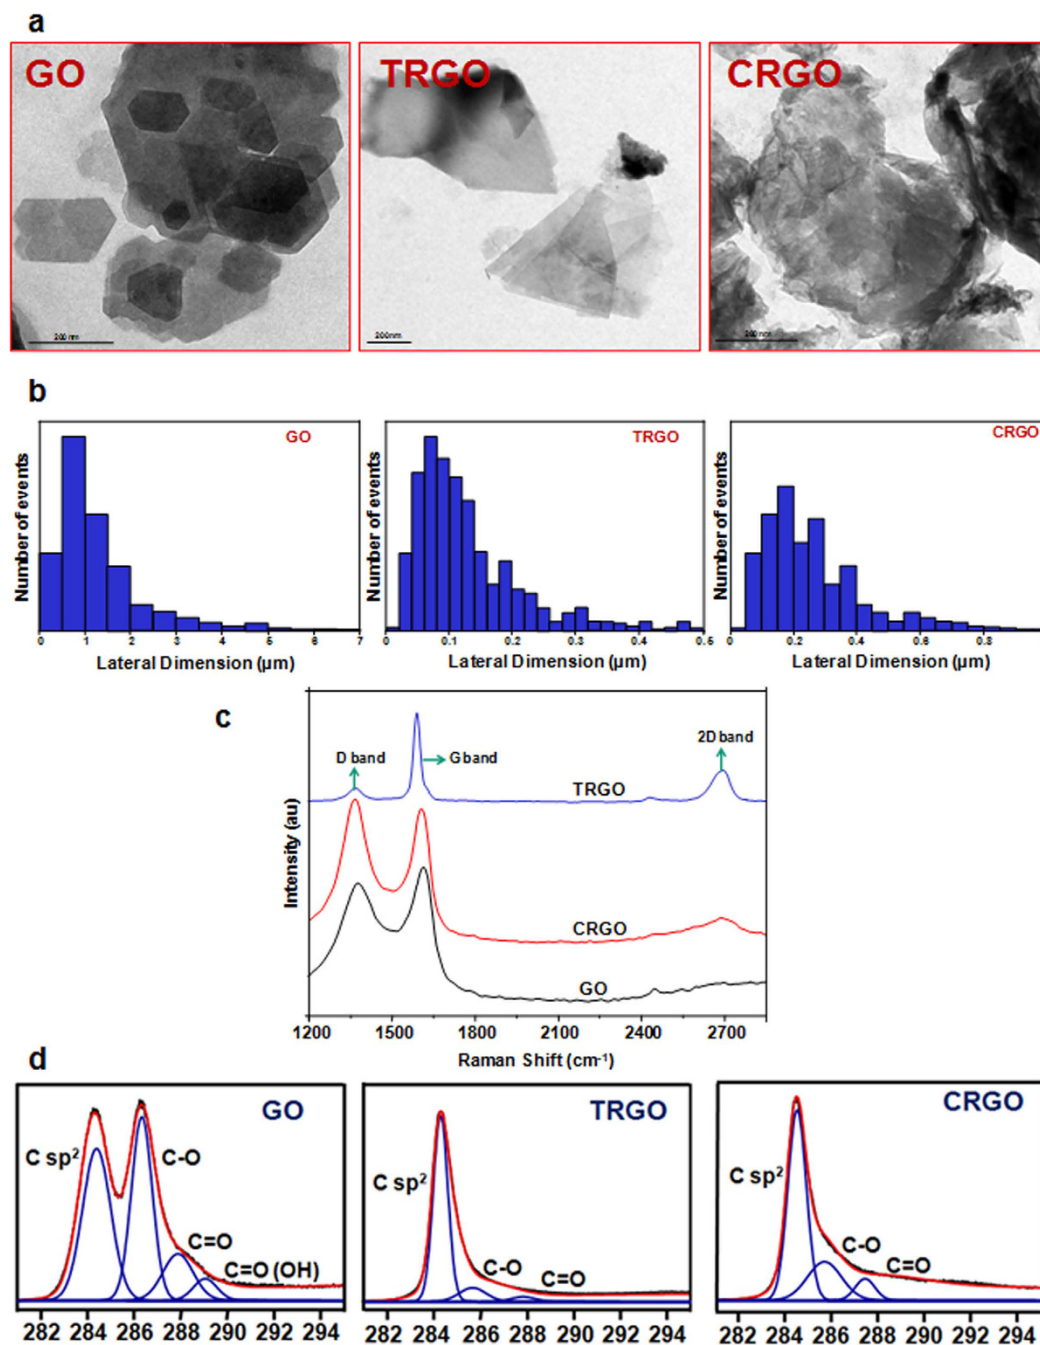 a
GO
TRGO
CRGO
200 nm
200nm
b
GO
TRGO
CRGO
Number of events
Number of events
Number of events
0 1 2 3 4 5 6 7
0 0.1 0.2 0.3 0.4 0.5
0 0.2 0.4 0.6 0.8
Lateral Dimension (µm)
Lateral Dimension (µm)
Lateral Dimension (µm)
c
D band
G band
2D band
TRGO
CRGO
GO
Intensity (au)
1200 1500 1800 2100 2400 2700
Raman Shift (cm-1)
d
GO
TRGO
CRGO
C sp2
C-O
C=O
C=O (OH)
C sp2
C-O
C=O
C sp2
C-O
C=O
282 284 286 288 290 292 294
282 284 286 288 290 292 294
282 284 286 288 290 292 294